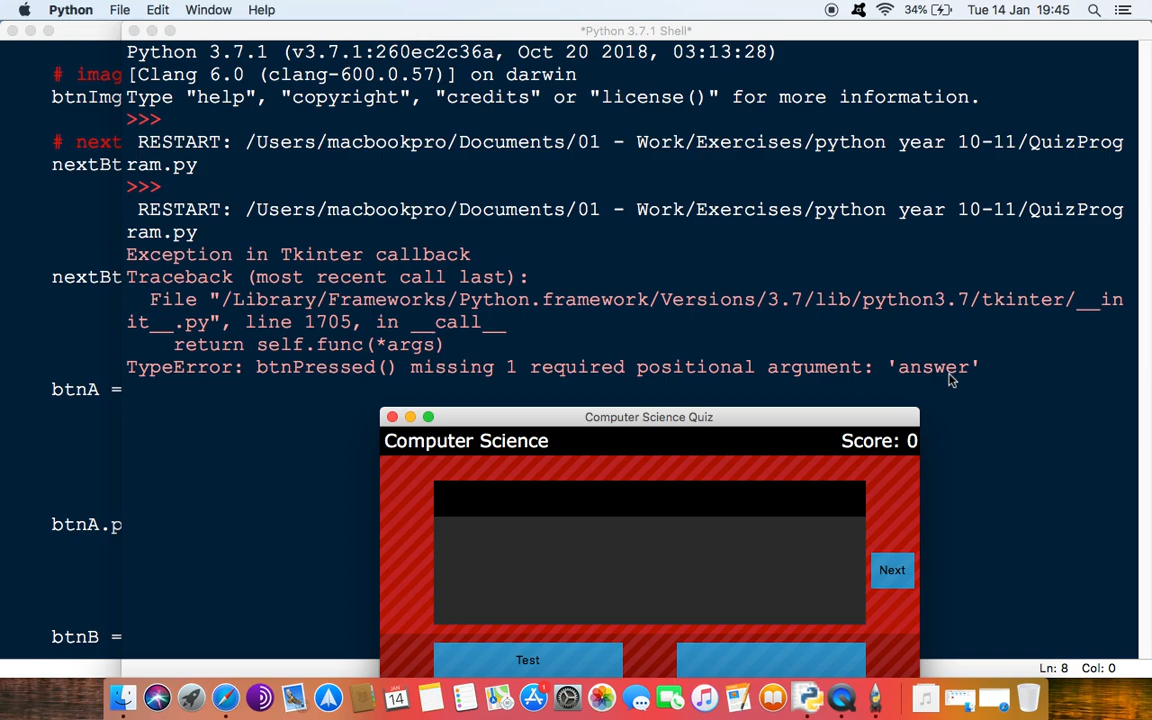 Python File Edit Window Help 34% Tue 14 Jan 19:45
*Python 3.7.1 Shell*
Python 3.7.1 (v3.7.1:260ec2c36a, Oct 20 2018, 03:13:28)
# imag
[Clang 6.0 (clang-600.0.57)] on darwin
btnImg
Type "help", "copyright", "credits" or "license()" for more information.
>>>
# next
RESTART: /Users/macbookpro/Documents/01 - Work/Exercises/python year 10-11/QuizProg
nextBt
ram.py
>>>
RESTART: /Users/macbookpro/Documents/01 - Work/Exercises/python year 10-11/QuizProg
ram.py
Exception in Tkinter callback
nextBt
Traceback (most recent call last):
File "/Library/Frameworks/Python.framework/Versions/3.7/lib/python3.7/tkinter/__in
it__.py", line 1705, in __call__
return self.func(*args)
TypeError: btnPressed() missing 1 required positional argument: 'answer'
btnA =
Computer Science Quiz
Computer Science Score: 0
btnA.p
Next
btnB =
Test
Ln: 8 Col: 0
JAN
14